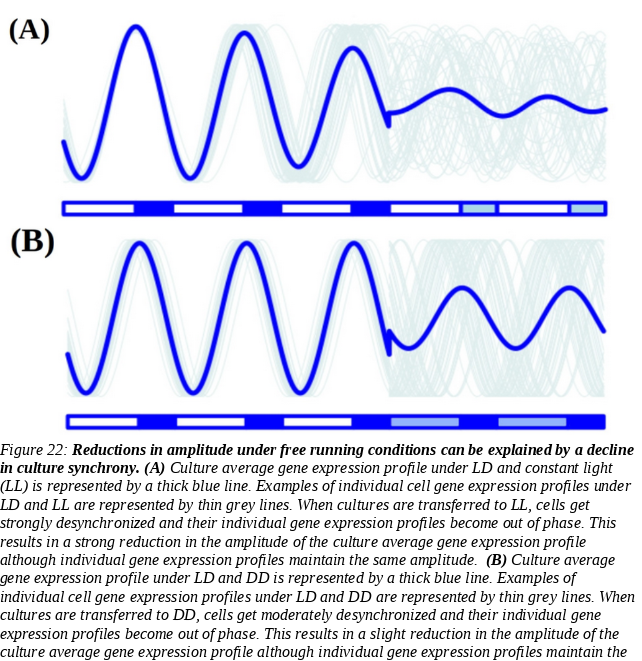 (A)
(B)
Figure 22: Reductions in amplitude under free running conditions can be explained by a decline
in culture synchrony. (A) Culture average gene expression profile under LD and constant light
(LL) is represented by a thick blue line. Examples of individual cell gene expression profiles under
LD and LL are represented by thin grey lines. When cultures are transferred to LL, cells get
strongly desynchronized and their individual gene expression profiles become out of phase. This
results in a strong reduction in the amplitude of the culture average gene expression profile
although individual gene expression profiles maintain the same amplitude.  (B) Culture average
gene expression profile under LD and DD is represented by a thick blue line. Examples of
individual cell gene expression profiles under LD and DD are represented by thin grey lines. When
cultures are transferred to DD, cells get moderately desynchronized and their individual gene
expression profiles become out of phase. This results in a slight reduction in the amplitude of the
culture average gene expression profile although individual gene expression profiles maintain the